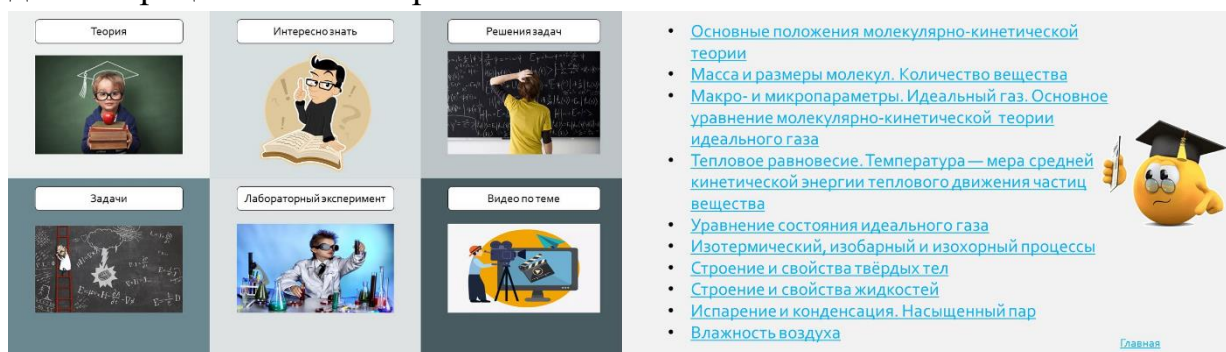 Теория
Интересно знать
Решения задач
Задачи
Лабораторный эксперимент
Видео по теме
• Основные положения молекулярно-кинетической
теории
• Масса и размеры молекул. Количество вещества
• Макро- и микропараметры. Идеальный газ. Основное
уравнение молекулярно-кинетической теории
идеального газа
• Тепловое равновесие. Температура — мера средней
кинетической энергии теплового движения частиц
вещества
• Уравнение состояния идеального газа
• Изотермический, изобарный и изохорный процессы
• Строение и свойства твёрдых тел
• Строение и свойства жидкостей
• Испарение и конденсация. Насыщенный пар
• Влажность воздуха
Главная